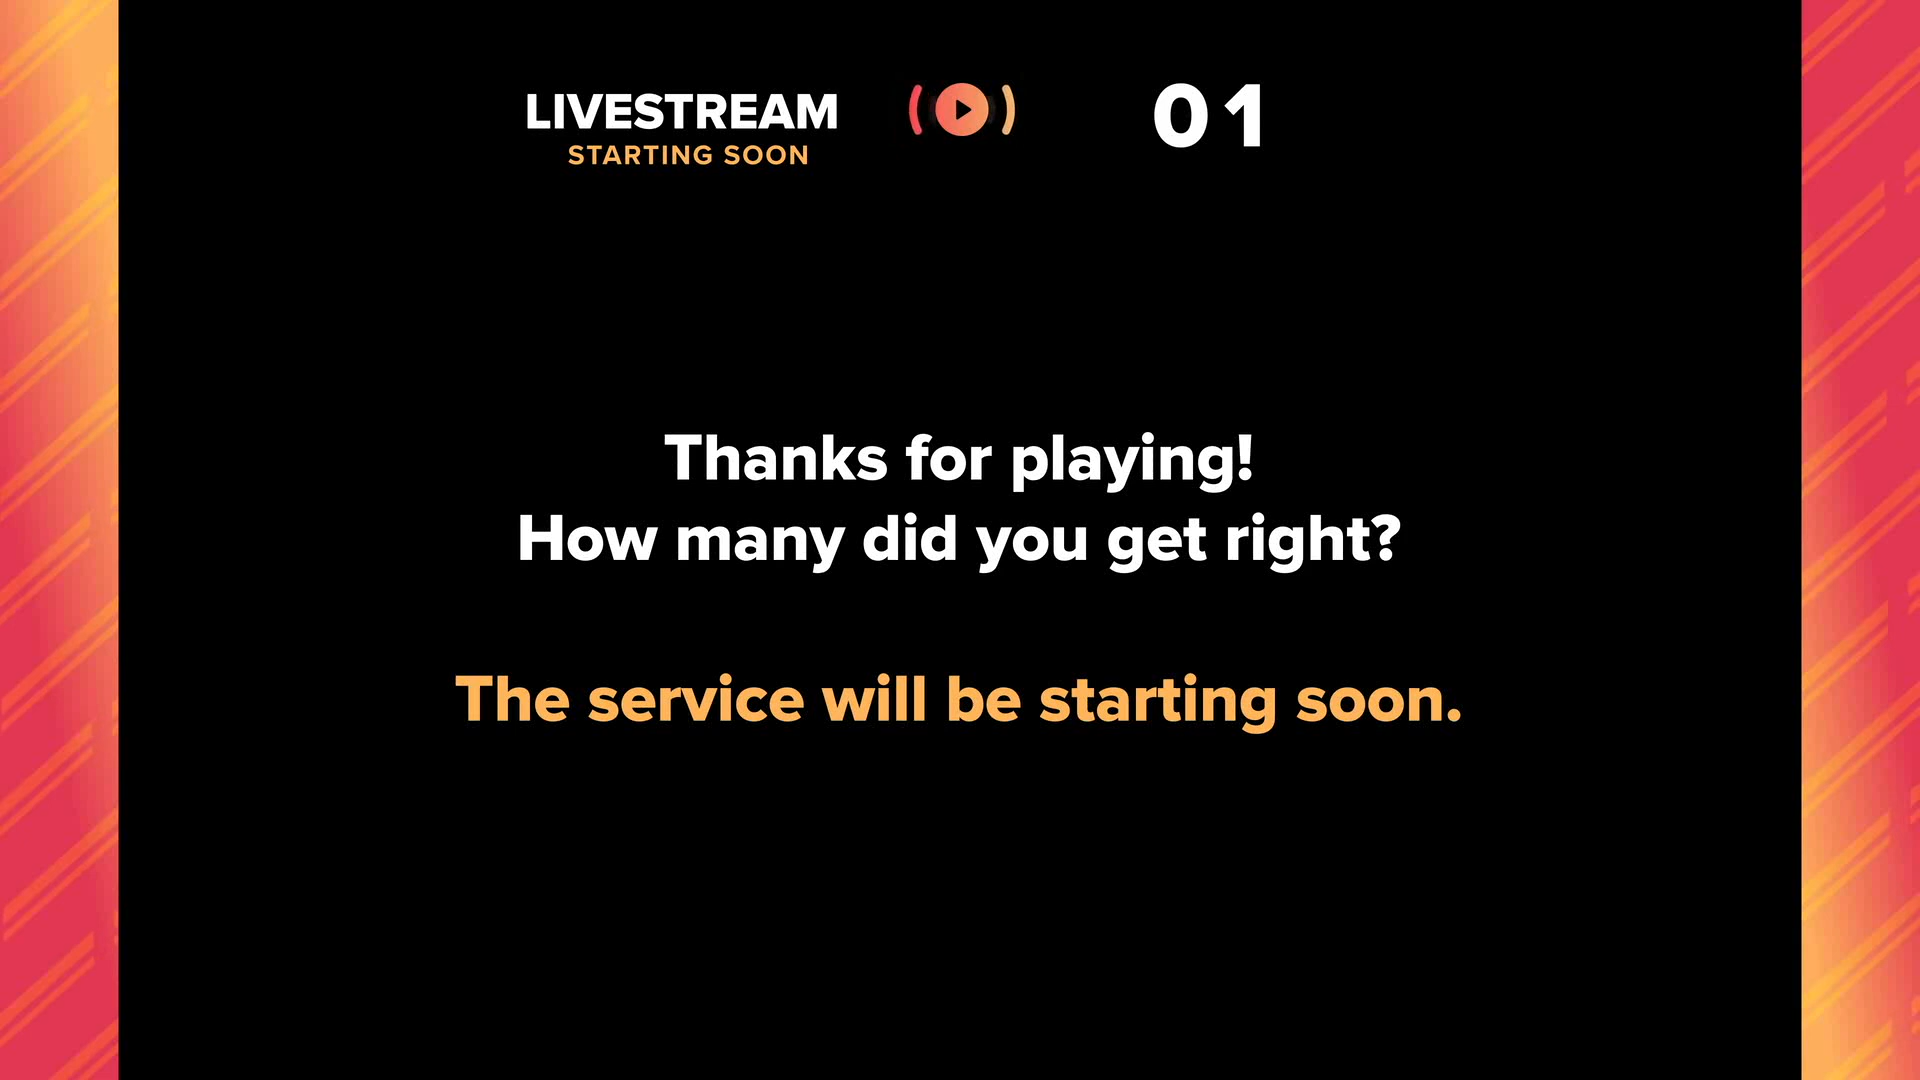 LIVESTREAM
STARTING SOON
01
Thanks for playing!
How many did you get right?
The service will be starting soon.